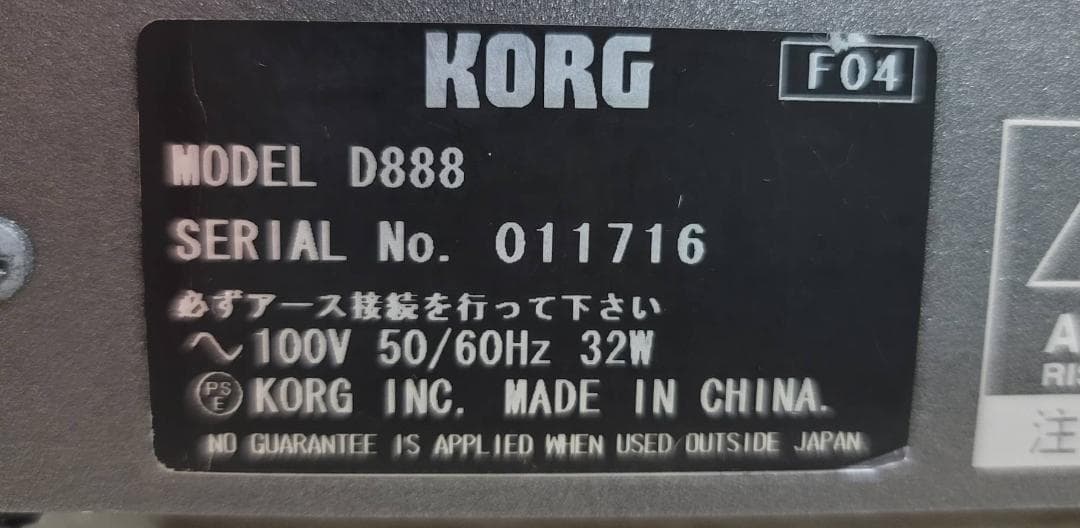 KORG
F04
MODEL D888
SERIAL No. 011716
必ずアース接続を行って下さい
～100V 50/60Hz 32W
PSE KORG INC. MADE IN CHINA.
NO GUARANTEE IS APPLIED WHEN USED OUTSIDE JAPAN
注